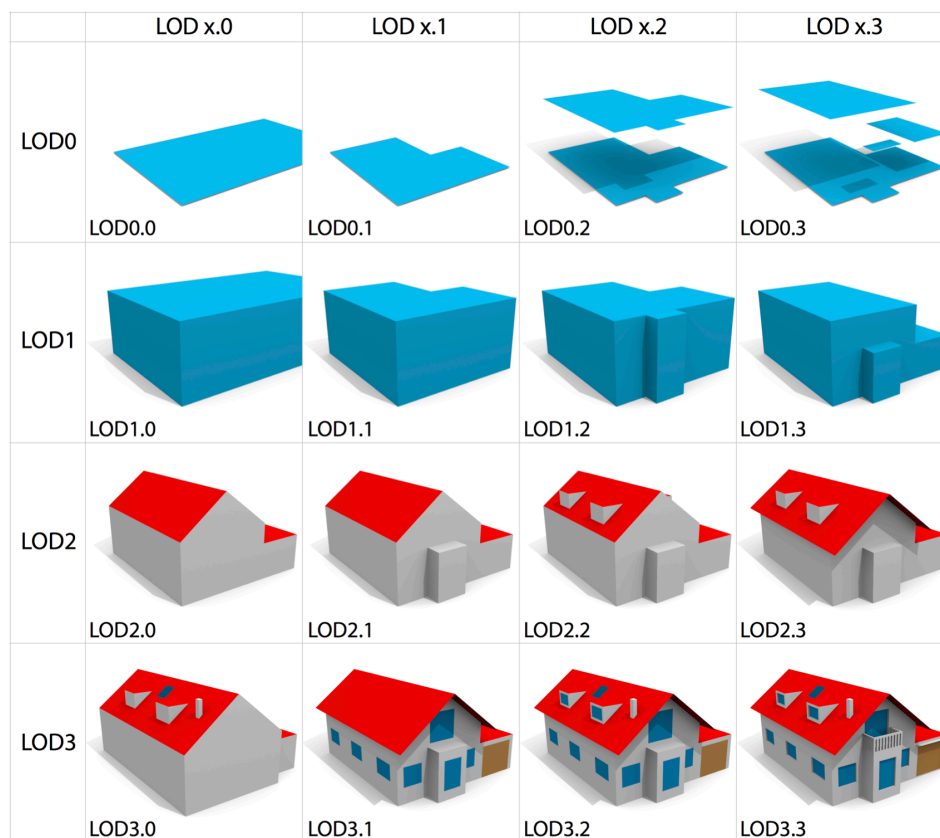 LOD x.0 LOD x.1 LOD x.2 LOD x.3
LOD0
LOD0.0 LOD0.1 LOD0.2 LOD0.3
LOD1
LOD1.0 LOD1.1 LOD1.2 LOD1.3
LOD2
LOD2.0 LOD2.1 LOD2.2 LOD2.3
LOD3
LOD3.0 LOD3.1 LOD3.2 LOD3.3